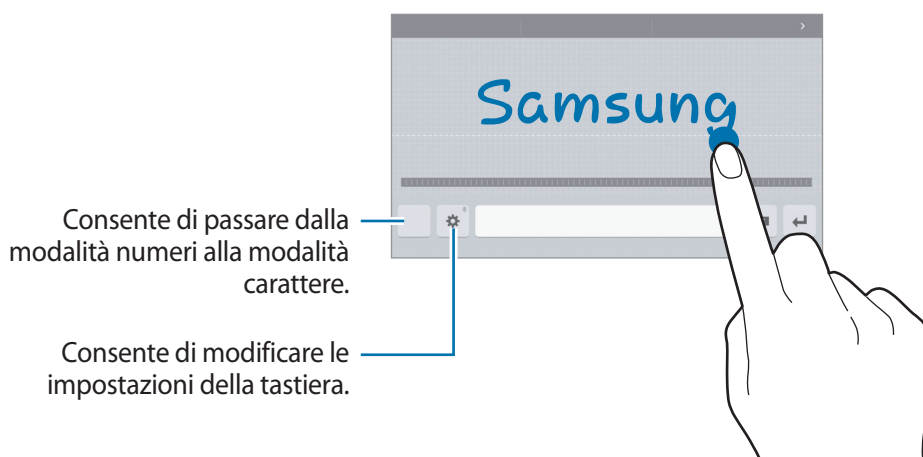 Samsung
Consente di passare dalla
modalità numeri alla modalità
carattere.
Consente di modificare le
impostazioni della tastiera.